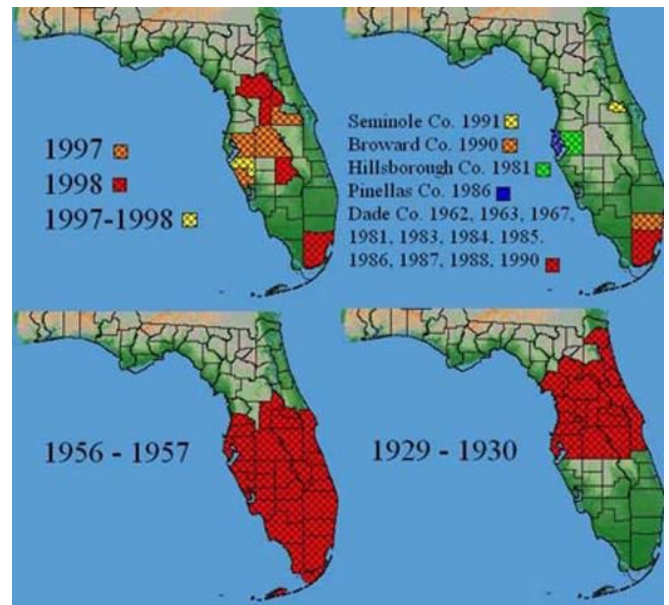 1997
1998
1997-1998
Seminole Co. 1991
Broward Co. 1990
Hillsborough Co. 1981
Pinellas Co. 1986
Dade Co. 1962, 1963, 1967,
1981, 1983, 1984, 1985.
1986, 1987, 1988, 1990
1956 - 1957
1929 - 1930